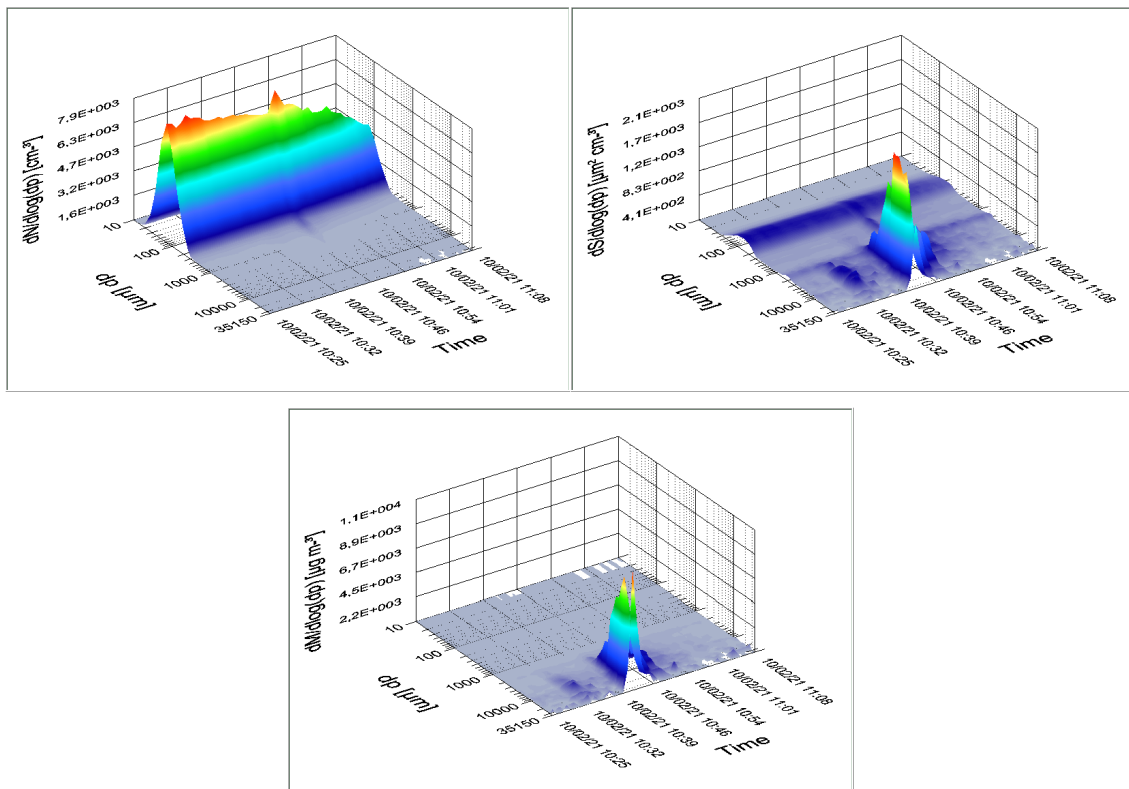 dN/dlog(dp) [cm-³]
7.9E+003
6.3E+003
4.7E+003
3.2E+003
1,6E+003
10
100
1000
10000
35150
dp [µm]
10/02/21 10:25
10/02/21 10:32
10/02/21 10:39
10/02/21 10:46
10/02/21 10:54
10/02/21 11:01
10/02/21 11:08
Time
dS/dlog(dp) [µm² cm-³]
2.1E+003
1.7E+003
1.2E+003
8.3E+002
4.1E+002
10
100
1000
10000
35150
dp [µm]
10/02/21 10:25
10/02/21 10:32
10/02/21 10:39
10/02/21 10:46
10/02/21 10:54
10/02/21 11:01
10/02/21 11:08
Time
dM/dlog(dp) [µg m-³]
1.1E+004
8.9E+003
6.7E+003
4.5E+003
2.2E+003
10
100
1000
10000
35150
dp [µm]
10/02/21 10:25
10/02/21 10:32
10/02/21 10:39
10/02/21 10:46
10/02/21 10:54
10/02/21 11:01
10/02/21 11:08
Time